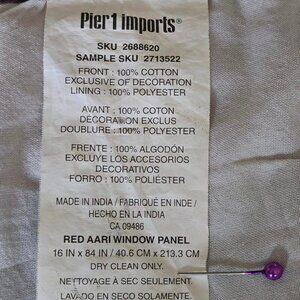 Pier1 imports®
SKU 2688620
SAMPLE SKU 2713522
FRONT : 100% COTTON
EXCLUSIVE OF DECORATION
LINING : 100% POLYESTER
AVANT : 100% COTON
DÉCORATION EXCLUS
DOUBLURE : 100% POLYESTER
FRENTE : 100% ALGODÓN
EXCLUYE LOS ACCESORIOS
DECORATIVOS
FORRO : 100% POLIÉSTER
MADE IN INDIA / FABRIQUÉ EN INDE /
HECHO EN LA INDIA
CA 09486
RED AARI WINDOW PANEL
16 IN x 84 IN / 40.6 CM x 213.3 CM
DRY CLEAN ONLY.
NETTOYAGE À SEC SEULEMENT.
LAVADO EN SECO SOLAMENTE.